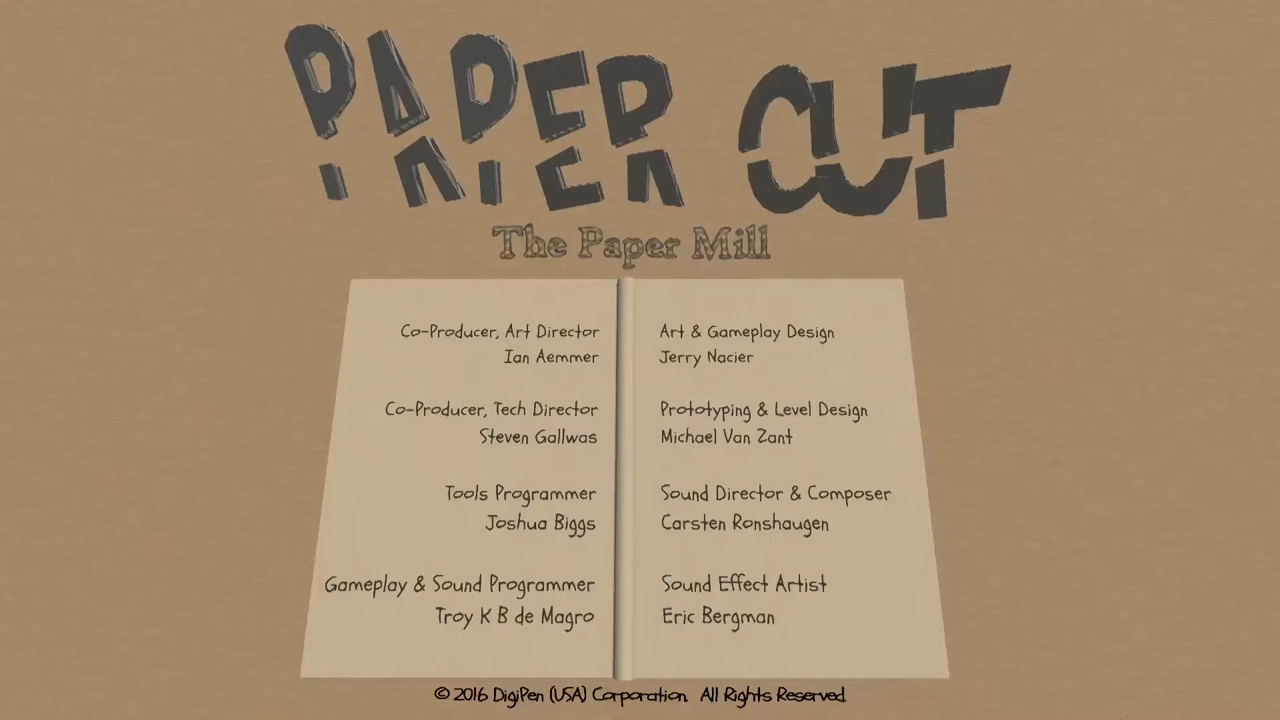 PAPER CUT
The Paper Mill
Co-Producer, Art Director
Ian Aemmer
Co-Producer, Tech Director
Steven Gallwas
Tools Programmer
Joshua Biggs
Gameplay & Sound Programmer
Troy K B de Magro
Art & Gameplay Design
Jerry Nacier
Prototyping & Level Design
Michael Van Zant
Sound Director & Composer
Carsten Ronshaugen
Sound Effect Artist
Eric Bergman
© 2016 DigiPen (USA) Corporation. All Rights Reserved.